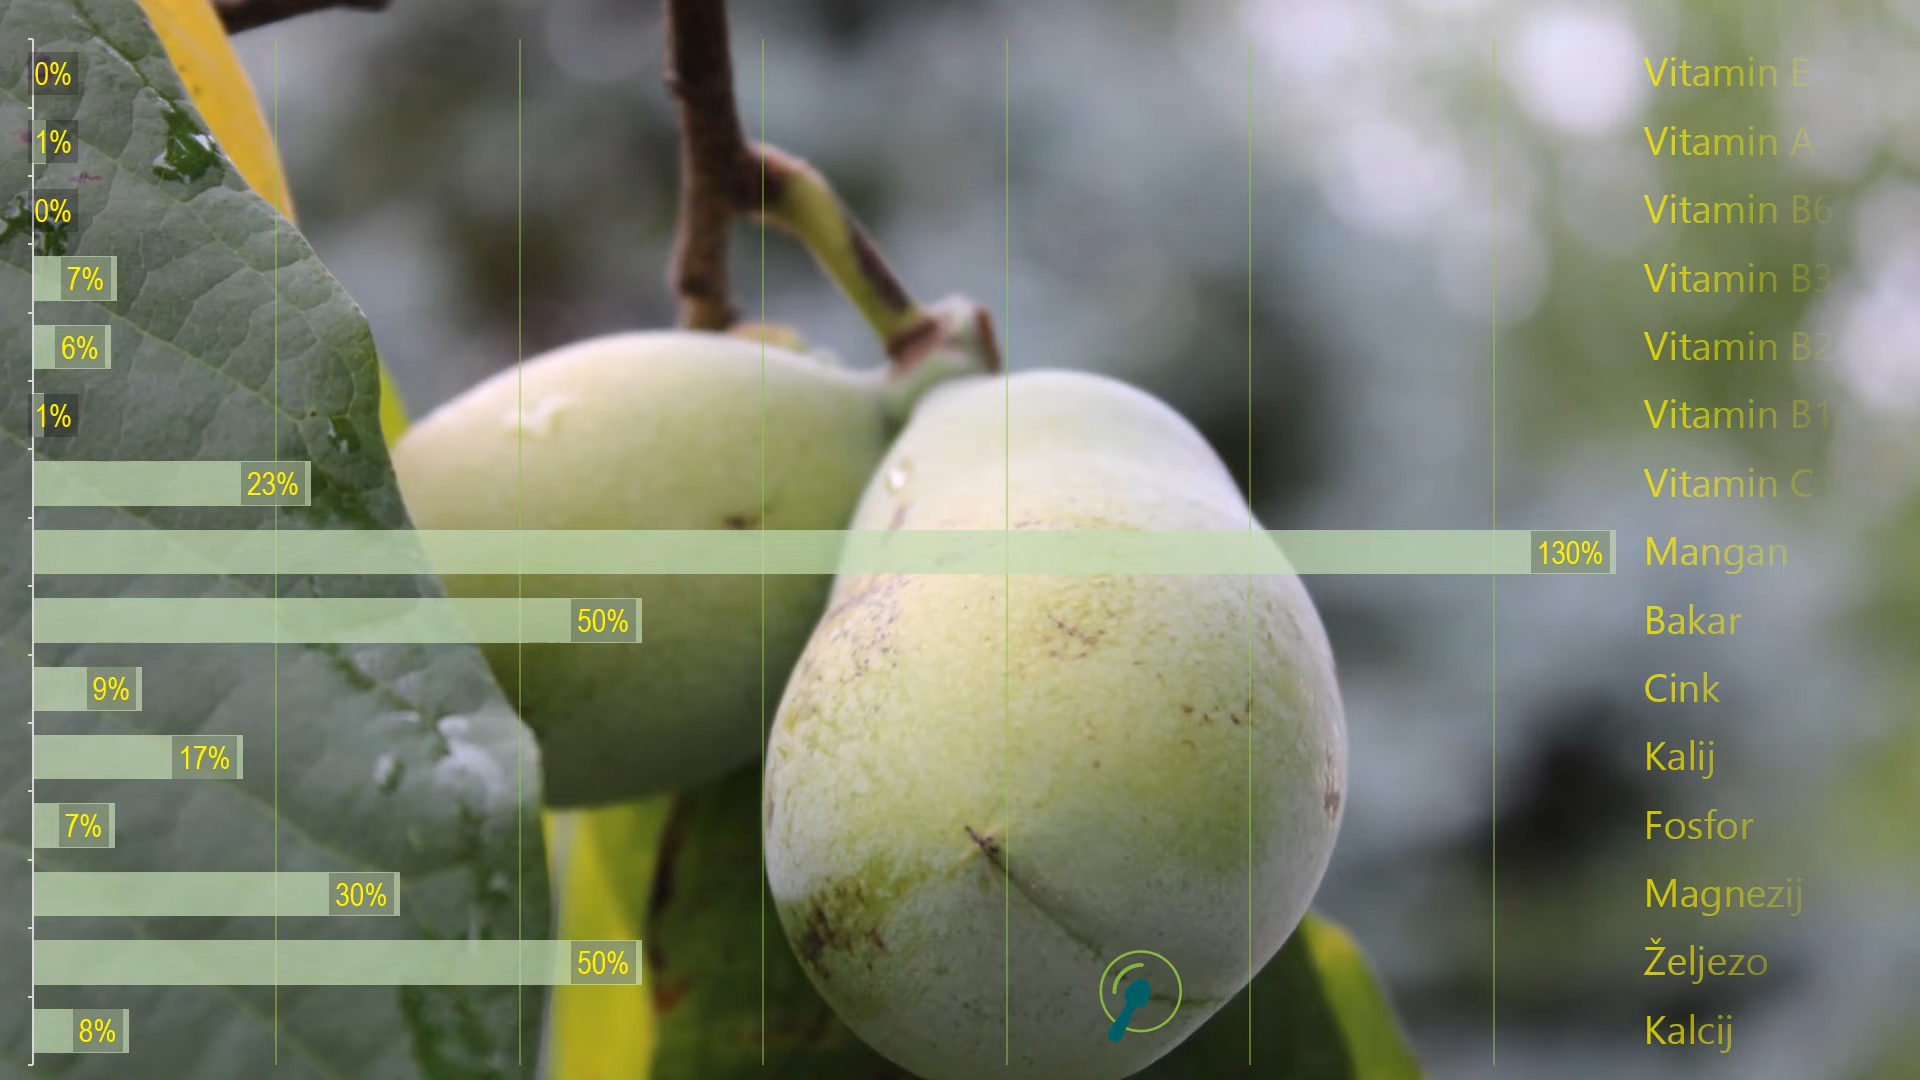 0% Vitamin E
1% Vitamin A
0% Vitamin B6
7% Vitamin B3
6% Vitamin B2
1% Vitamin B1
23% Vitamin C
130% Mangan
50% Bakar
9% Cink
17% Kalij
7% Fosfor
30% Magnezij
50% Željezo
8% Kalcij